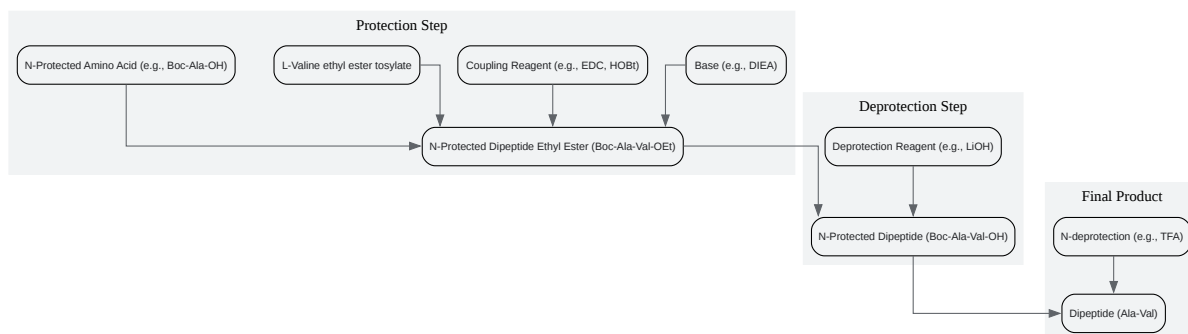 Protection Step
N-Protected Amino Acid (e.g., Boc-Ala-OH)
L-Valine ethyl ester tosylate
Coupling Reagent (e.g., EDC, HOBt)
Base (e.g., DIEA)
N-Protected Dipeptide Ethyl Ester (Boc-Ala-Val-OEt)
Deprotection Step
Deprotection Reagent (e.g., LiOH)
N-Protected Dipeptide (Boc-Ala-Val-OH)
Final Product
N-deprotection (e.g., TFA)
Dipeptide (Ala-Val)